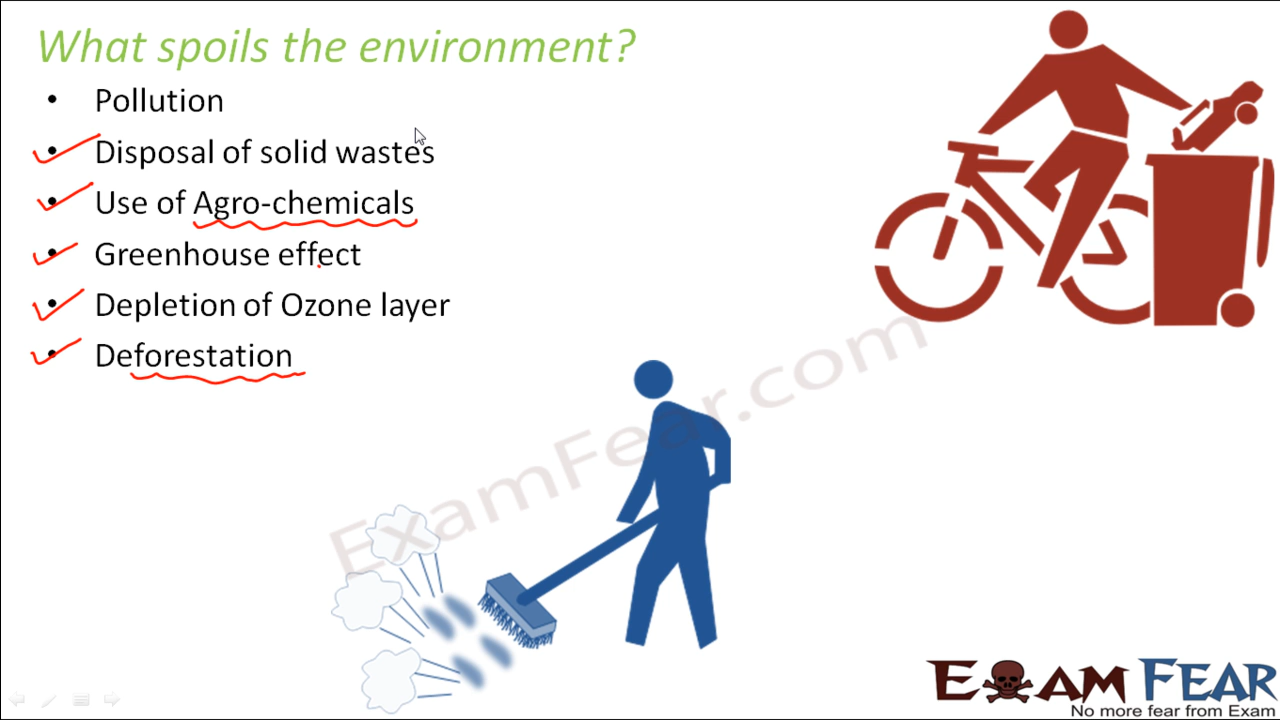 What spoils the environment?
• Pollution
• Disposal of solid wastes
• Use of Agro-chemicals
• Greenhouse effect
• Depletion of Ozone layer
• Deforestation
ExamFear.com
EXAM FEAR
No more fear from Exam